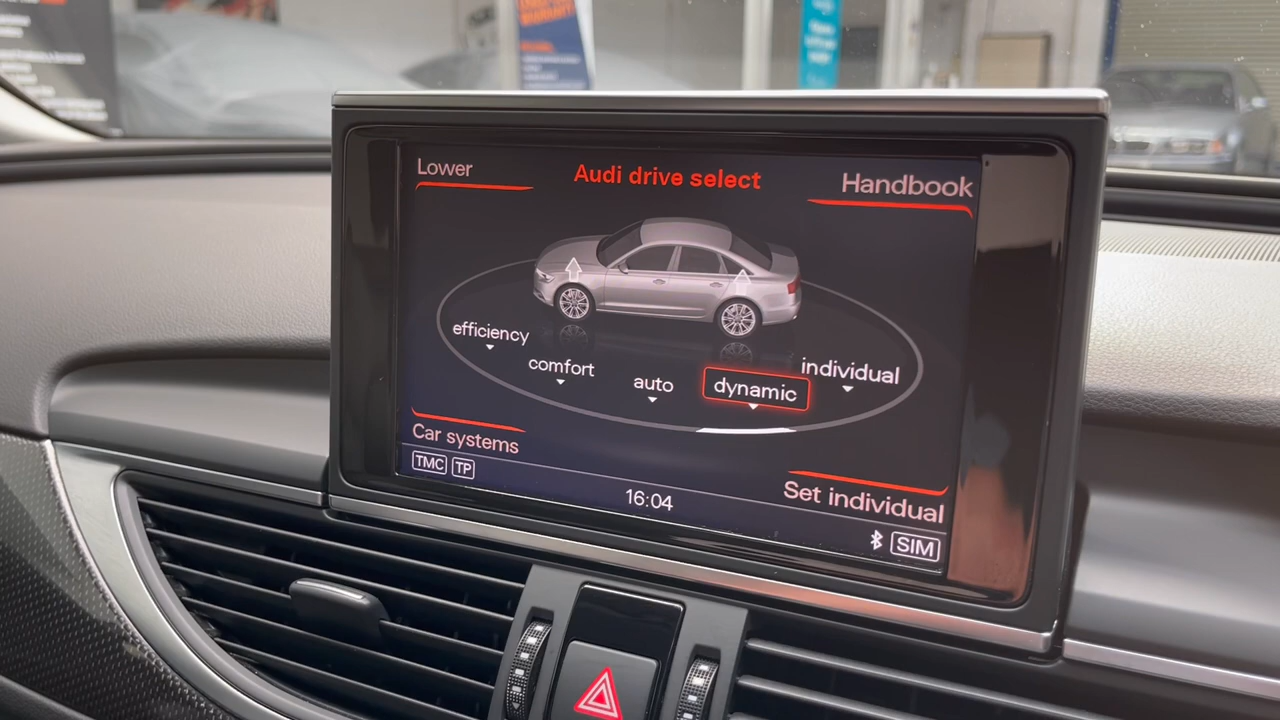 Lower
Audi drive select
Handbook
efficiency
comfort
auto
dynamic
individual
Car systems
TMC TP
16:04
Set individual
SIM